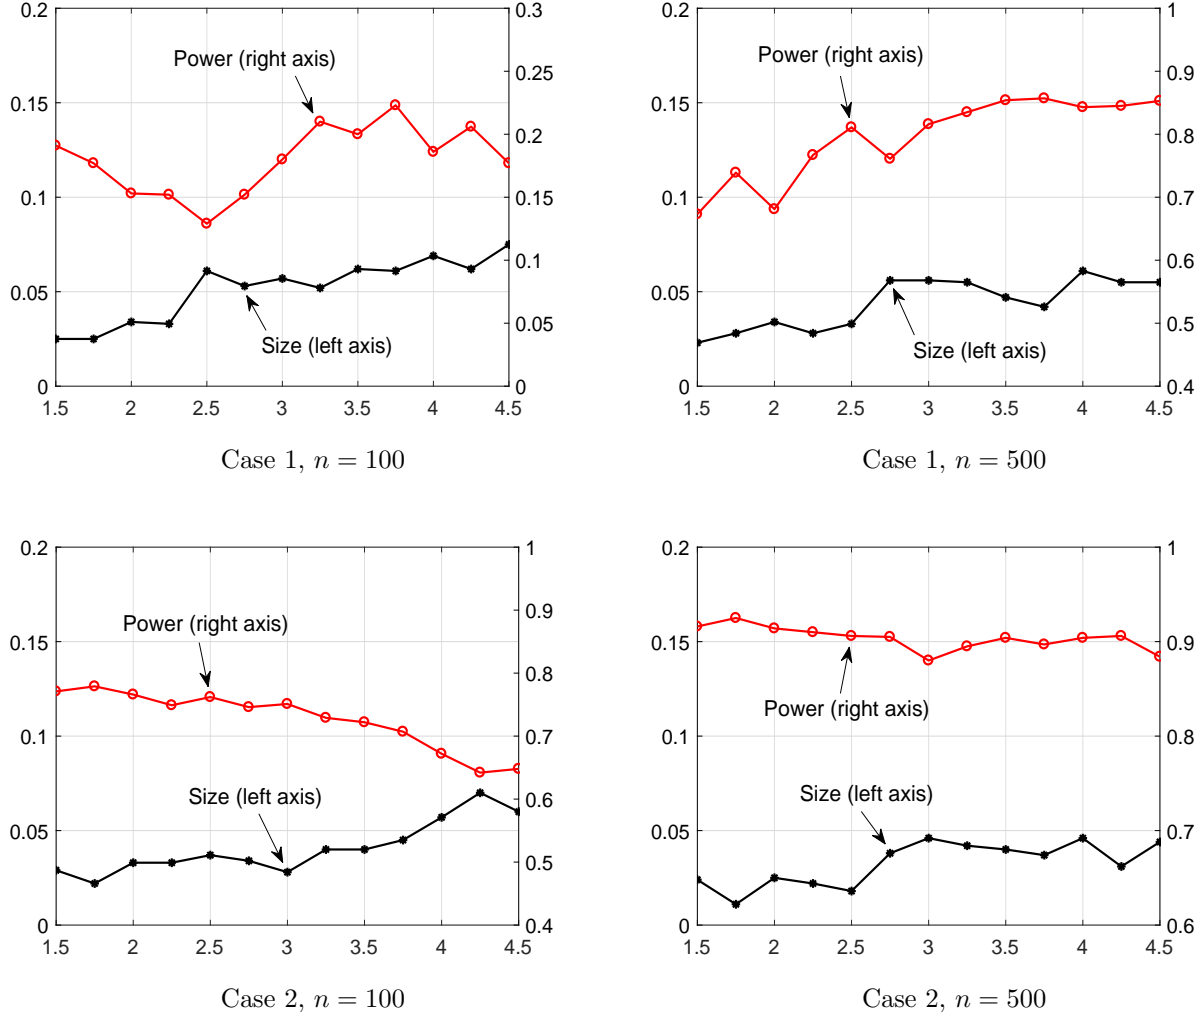 0.2
0.3
Power (right axis)
0.25
0.15
0.2
0.1
0.15
0.1
0.05
Size (left axis)
0.05
0
0
1.5 2 2.5 3 3.5 4 4.5
Case 1, n = 100
0.2
1
Power (right axis)
0.9
0.15
0.8
0.1
0.7
0.6
0.05
Size (left axis)
0.5
0
0.4
1.5 2 2.5 3 3.5 4 4.5
Case 1, n = 500
0.2
1
0.9
Power (right axis)
0.15
0.8
0.1
0.7
Size (left axis)
0.6
0.05
0.5
0
0.4
1.5 2 2.5 3 3.5 4 4.5
Case 2, n = 100
0.2
1
0.15
0.9
Power (right axis)
0.1
0.8
Size (left axis)
0.05
0.7
0
0.6
1.5 2 2.5 3 3.5 4 4.5
Case 2, n = 500